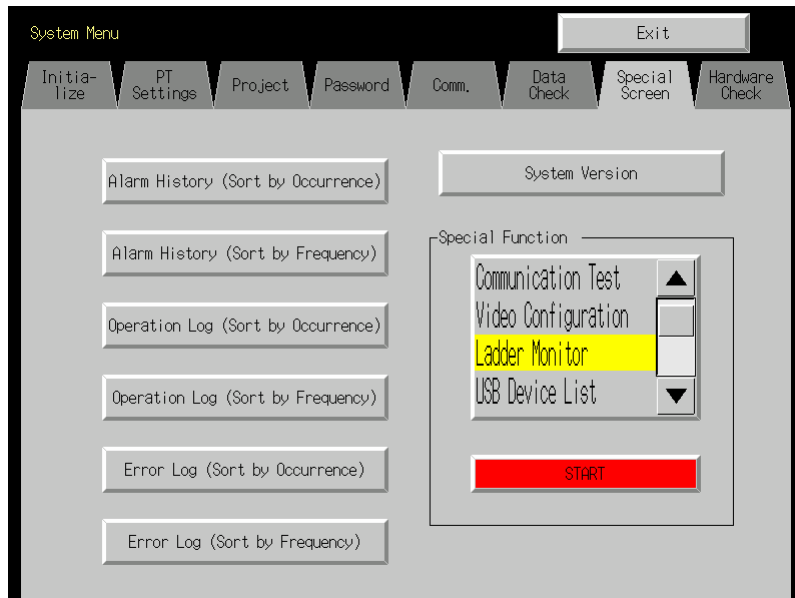 System Menu
Exit
Initia-
lize
PT
Settings
Project
Password
Comm.
Data
Check
Special
Screen
Hardware
Check
Alarm History (Sort by Occurrence)
Alarm History (Sort by Frequency)
Operation Log (Sort by Occurrence)
Operation Log (Sort by Frequency)
Error Log (Sort by Occurrence)
Error Log (Sort by Frequency)
System Version
Special Function
Communication Test
Video Configuration
Ladder Monitor
USB Device List
START